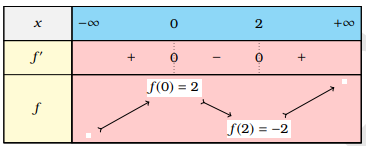 x −∞ 0 2 +∞
f′ + 0 − 0 +
f f(0) = 2
f(2) = −2